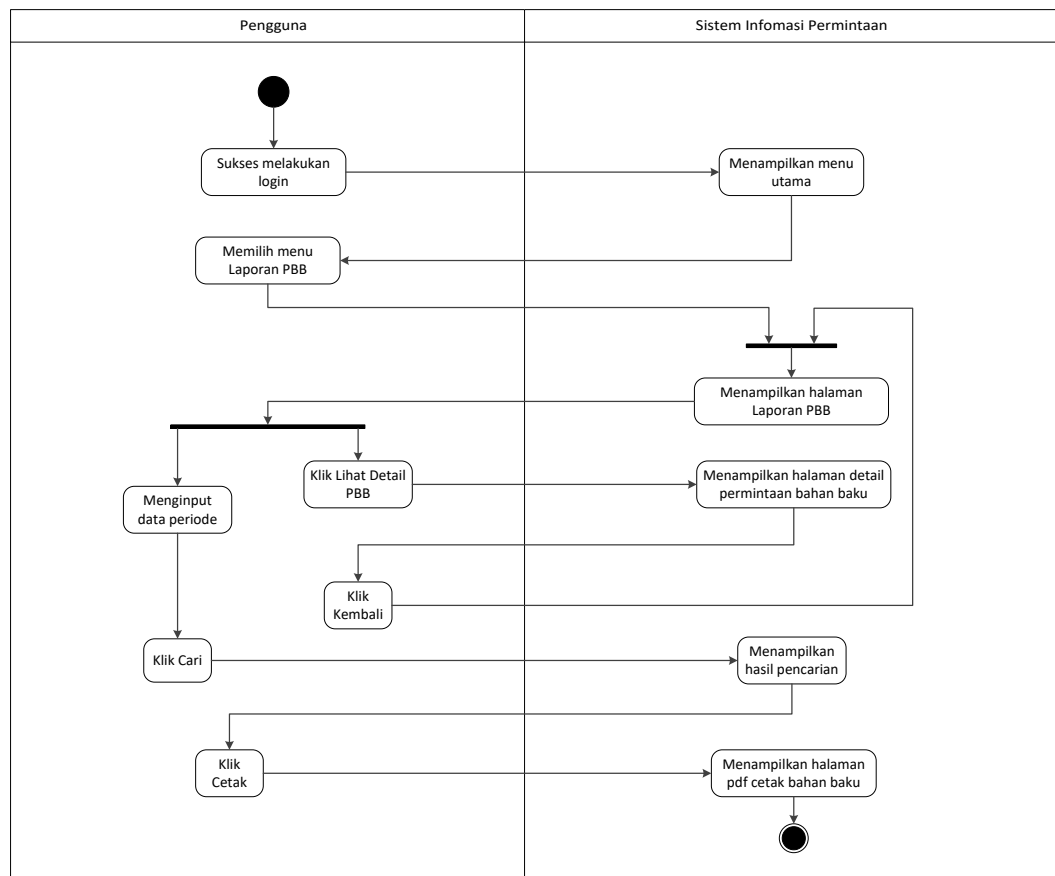 Pengguna
Sistem Infomasi Permintaan
Sukses melakukan
login
Menampilkan menu
utama
Memilih menu
Laporan PBB
Menampilkan halaman
Laporan PBB
Klik Lihat Detail
PBB
Menampilkan halaman detail
permintaan bahan baku
Menginput
data periode
Klik
Kembali
Klik Cari
Menampilkan
hasil pencarian
Klik
Cetak
Menampilkan halaman
pdf cetak bahan baku